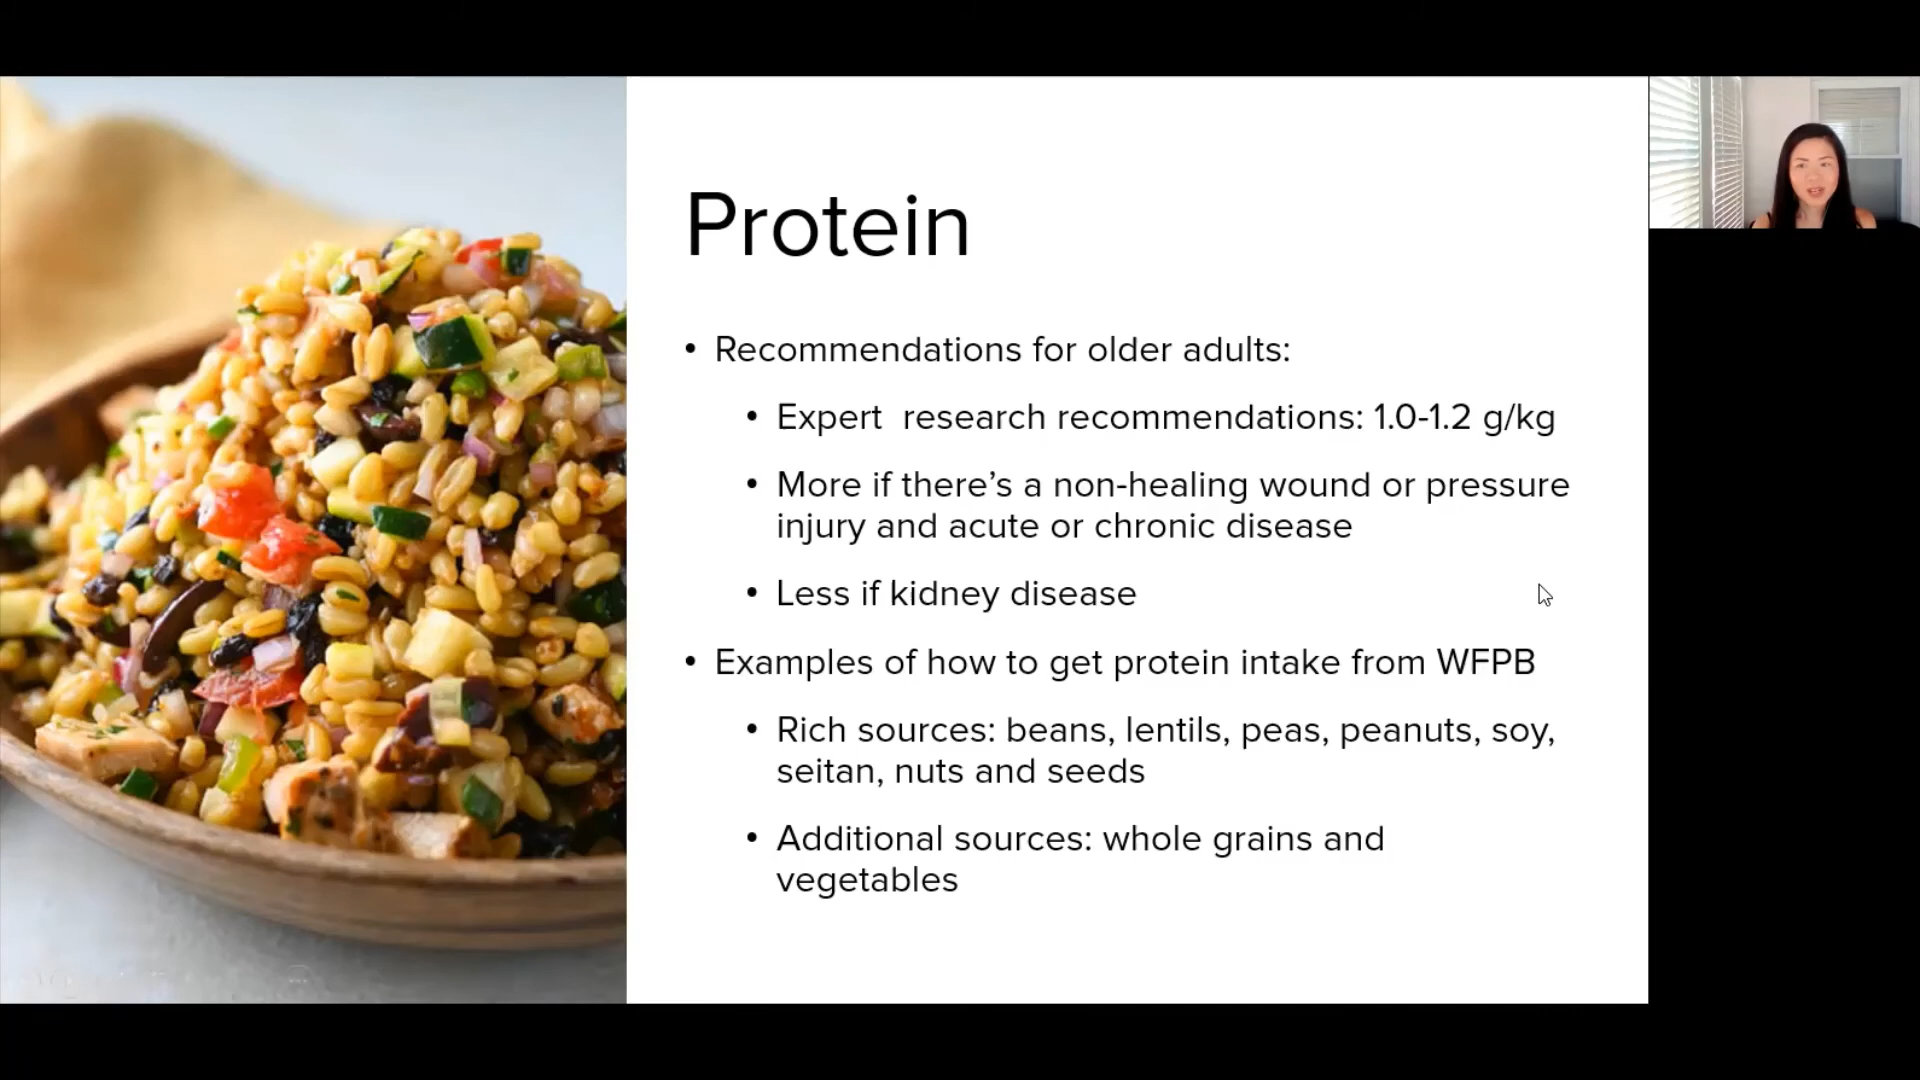 Protein
• Recommendations for older adults:
• Expert  research recommendations: 1.0-1.2 g/kg
• More if there’s a non-healing wound or pressure
injury and acute or chronic disease
• Less if kidney disease
• Examples of how to get protein intake from WFPB
• Rich sources: beans, lentils, peas, peanuts, soy,
seitan, nuts and seeds
• Additional sources: whole grains and
vegetables